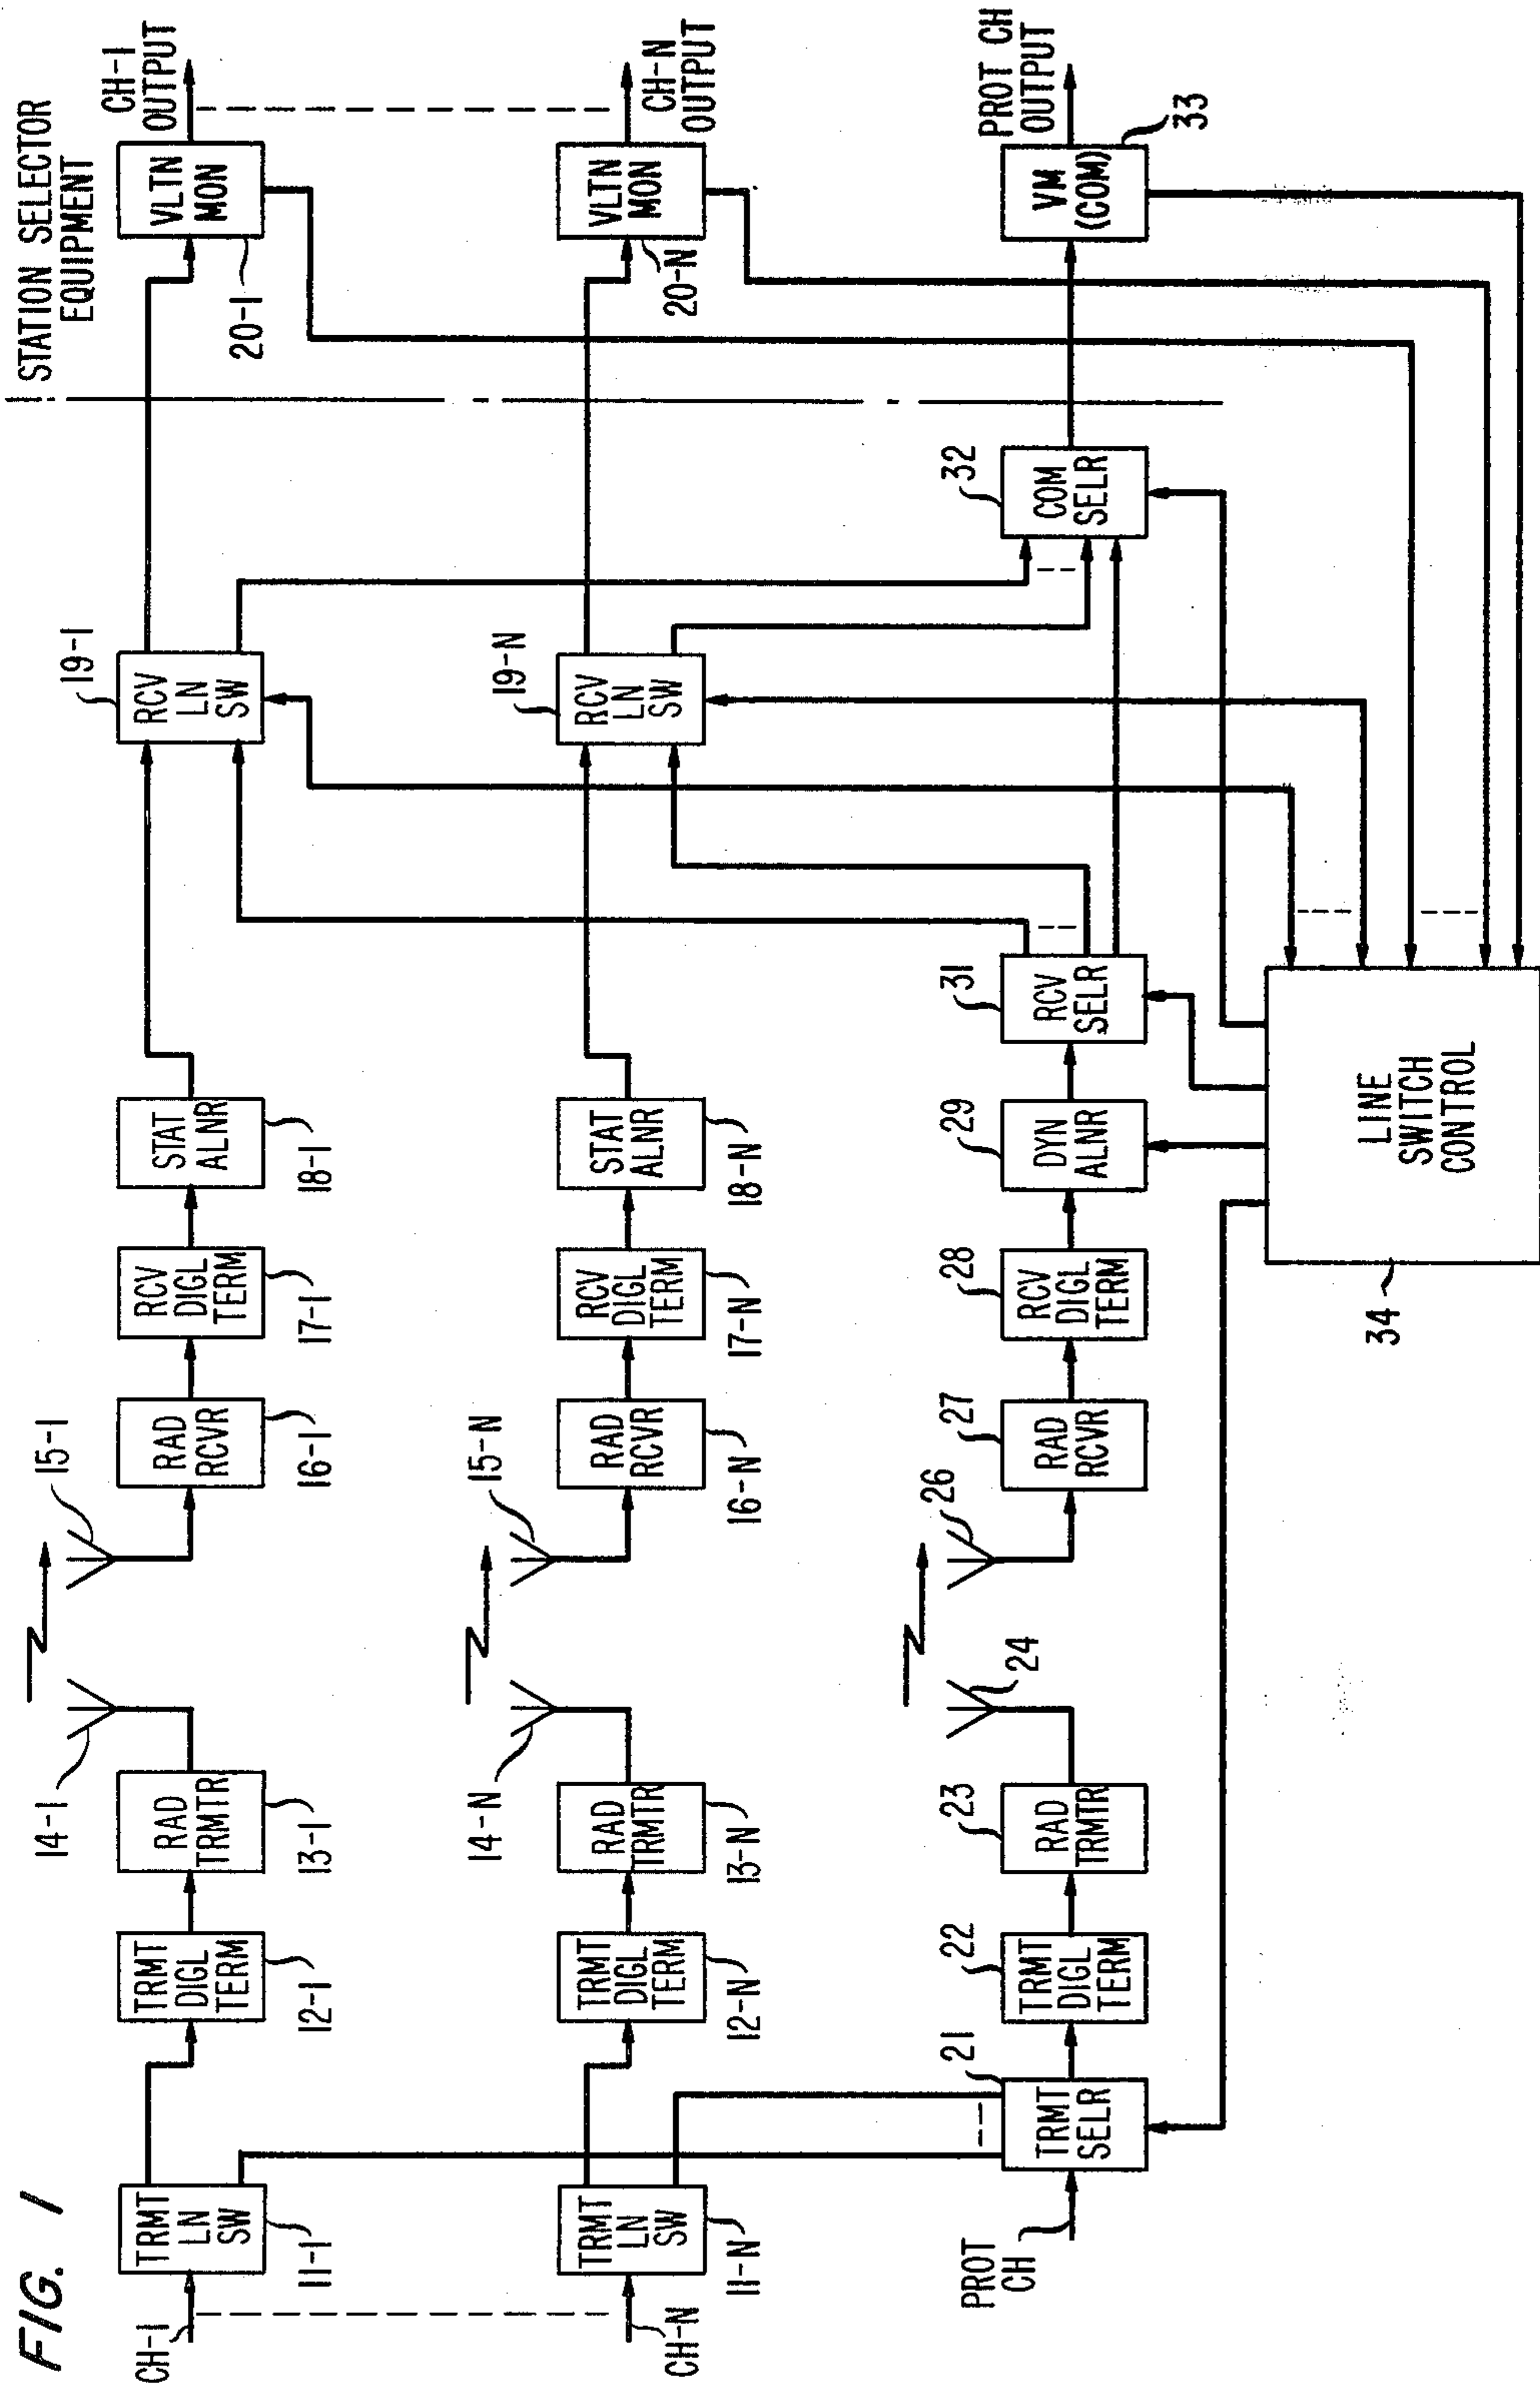 FIG. 1
STATION SELECTOR
EQUIPMENT
CH-1
TRMT
LN
SW
11-1
TRMT
DIGL
TERM
12-1
RAD
TRMTR
13-1
14-1
15-1
RAD
RCVR
16-1
RCV
DIGL
TERM
17-1
STAT
ALNR
18-1
19-1
RCV
LN
SW
VLTN
MON
20-1
CH-1
OUTPUT
CH-N
TRMT
LN
SW
11-N
TRMT
DIGL
TERM
12-N
RAD
TRMTR
13-N
14-N
15-N
RAD
RCVR
16-N
RCV
DIGL
TERM
17-N
STAT
ALNR
18-N
19-N
RCV
LN
SW
VLTN
MON
20-N
CH-N
OUTPUT
PROT
CH
21
TRMT
SELR
22
TRMT
DIGL
TERM
23
RAD
TRMTR
24
26
27
RAD
RCVR
28
RCV
DIGL
TERM
29
DYN
ALNR
31
RCV
SELR
32
COM
SELR
VM
(COM)
33
PROT CH
OUTPUT
34
LINE
SWITCH
CONTROL